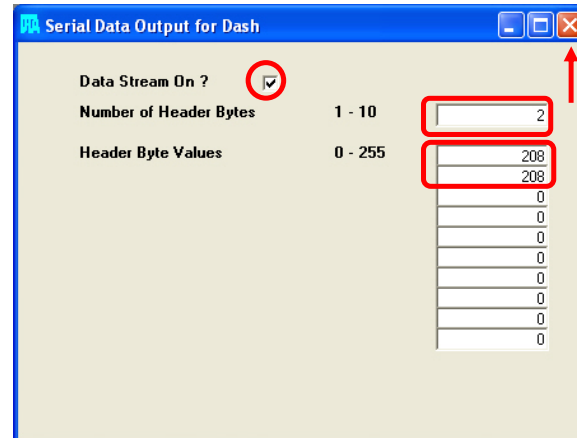 Serial Data Output for Dash
Data Stream On ?
Number of Header Bytes 1 - 10 2
Header Byte Values 0 - 255 208
208
0
0
0
0
0
0
0
0